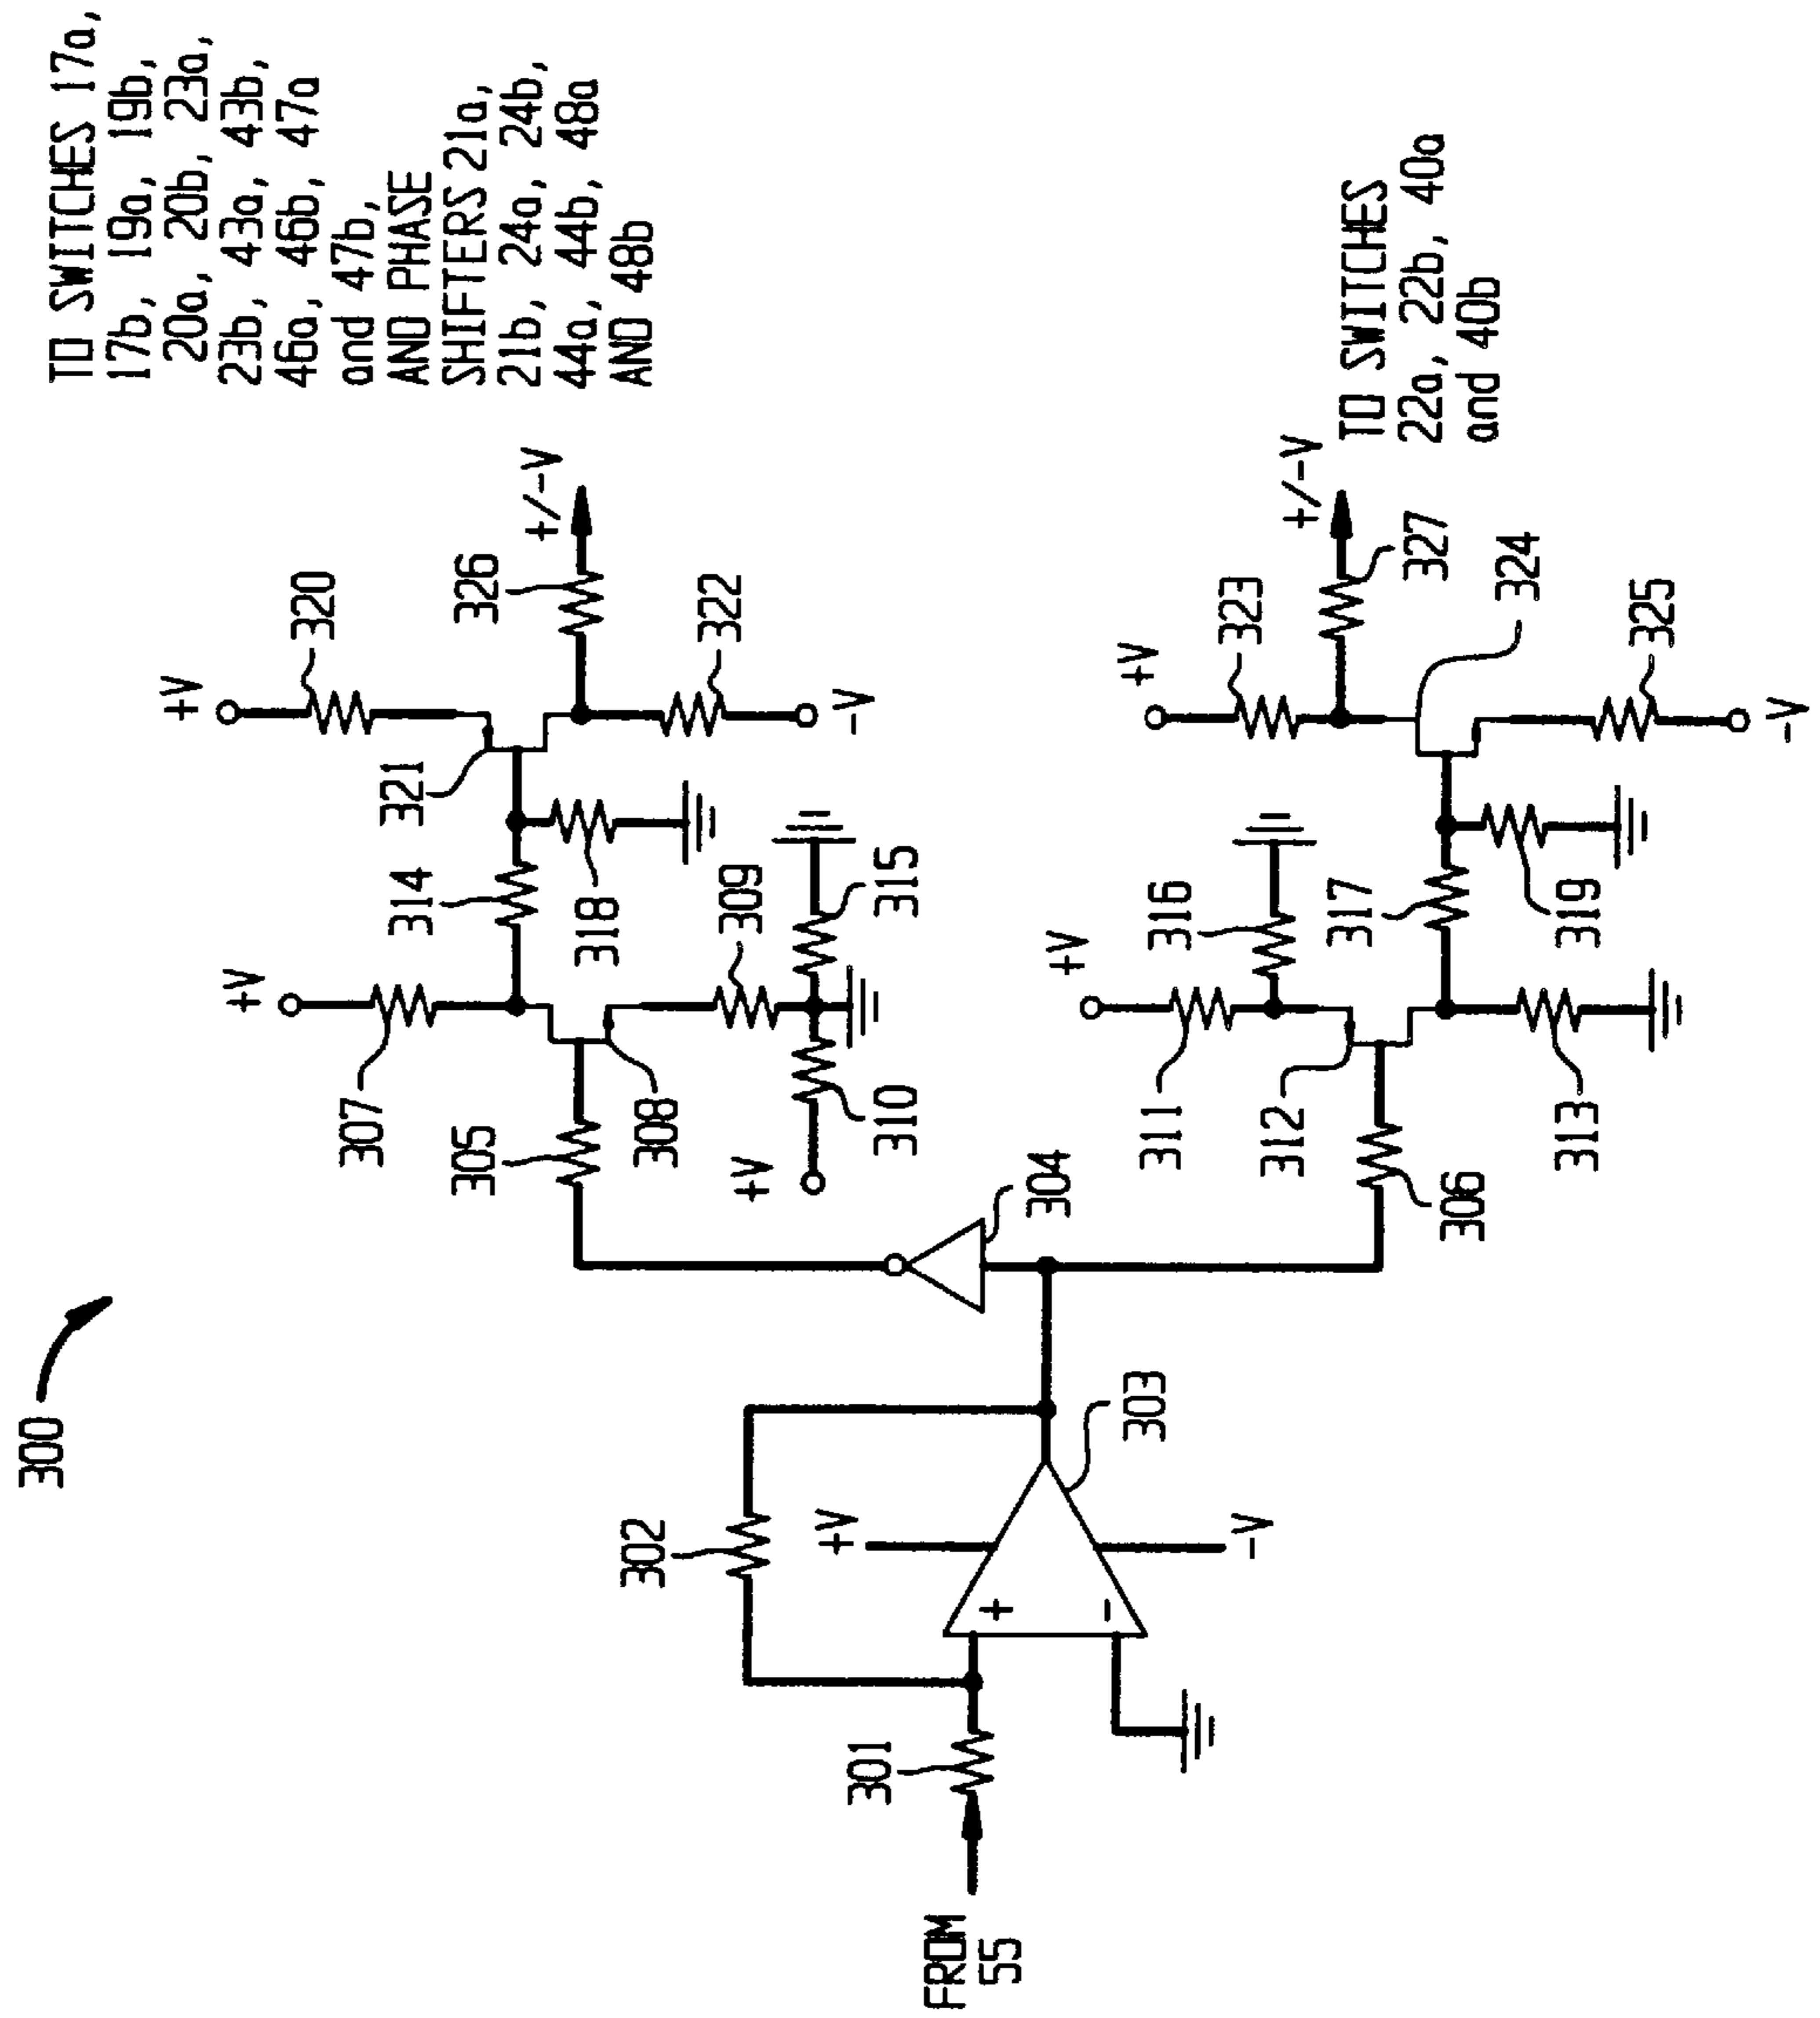 300
TO SWITCHES 17a,
17b, 19a, 19b,
20a, 20b, 23a,
23b, 43a, 43b,
46a, 46b, 47a
and 47b,
AND PHASE
SHIFTERS 21a,
21b, 24a, 24b,
44a, 44b, 48a
AND 48b
+V
320
321
326
+/-V
322
-V
+V
307
314
318
305
308
309
310
+V
315
304
302
+V
303
+
-
-V
301
FROM
55
+V
311
316
312
317
319
313
306
+V
323
+/-V
327
324
325
-V
TO SWITCHES
22a, 22b, 40a
and 40b